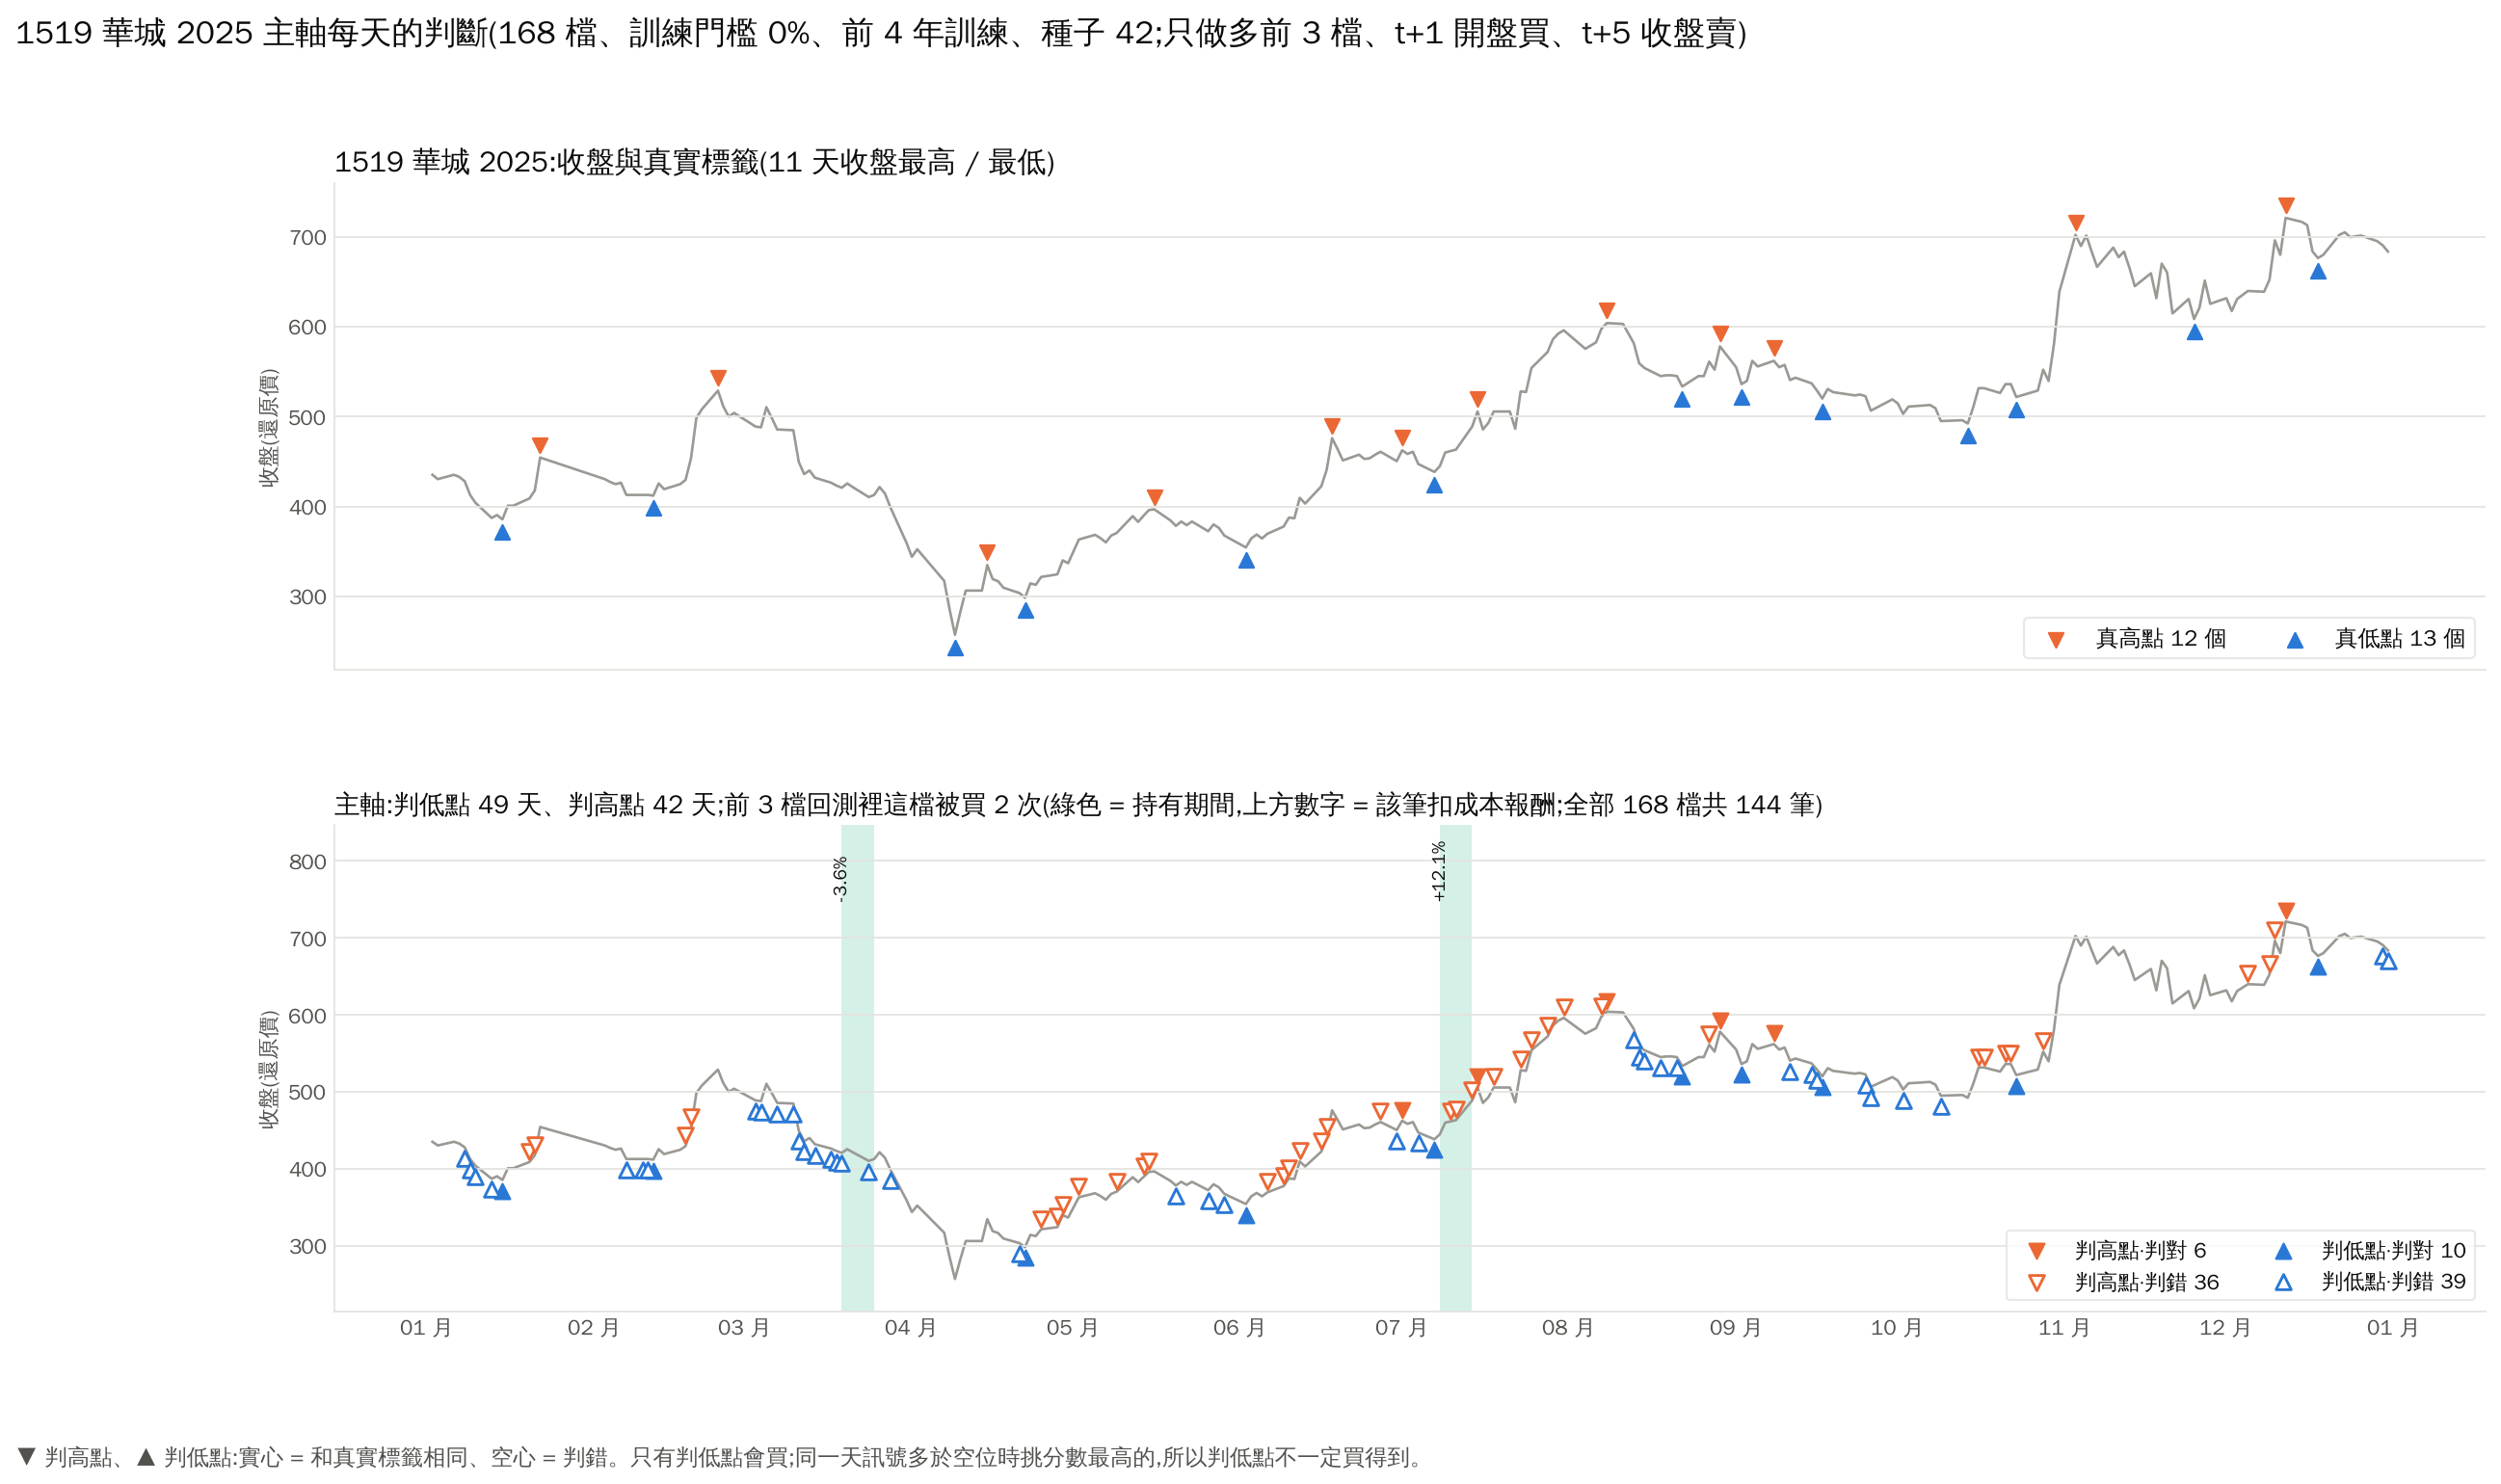 1519 華城 2025 主軸每天的判斷(168 檔、訓練門檻 0%、前 4 年訓練、種子 42;只做多前 3 檔、t+1 開盤買、t+5 收盤賣)
1519 華城 2025:收盤與真實標籤(11 天收盤最高 / 最低)
收盤(還原價)
700
600
500
400
300
真高點 12 個
真低點 13 個
主軸:判低點 49 天、判高點 42 天;前 3 檔回測裡這檔被買 2 次(綠色 = 持有期間,上方數字 = 該筆扣成本報酬;全部 168 檔共 144 筆)
收盤(還原價)
800
700
600
500
400
300
-3.6%
+12.1%
判高點·判對 6
判低點·判對 10
判高點·判錯 36
判低點·判錯 39
01 月
02 月
03 月
04 月
05 月
06 月
07 月
08 月
09 月
10 月
11 月
12 月
01 月
▼ 判高點、▲ 判低點:實心 = 和真實標籤相同、空心 = 判錯。只有判低點會買;同一天訊號多於空位時挑分數最高的,所以判低點不一定買得到。